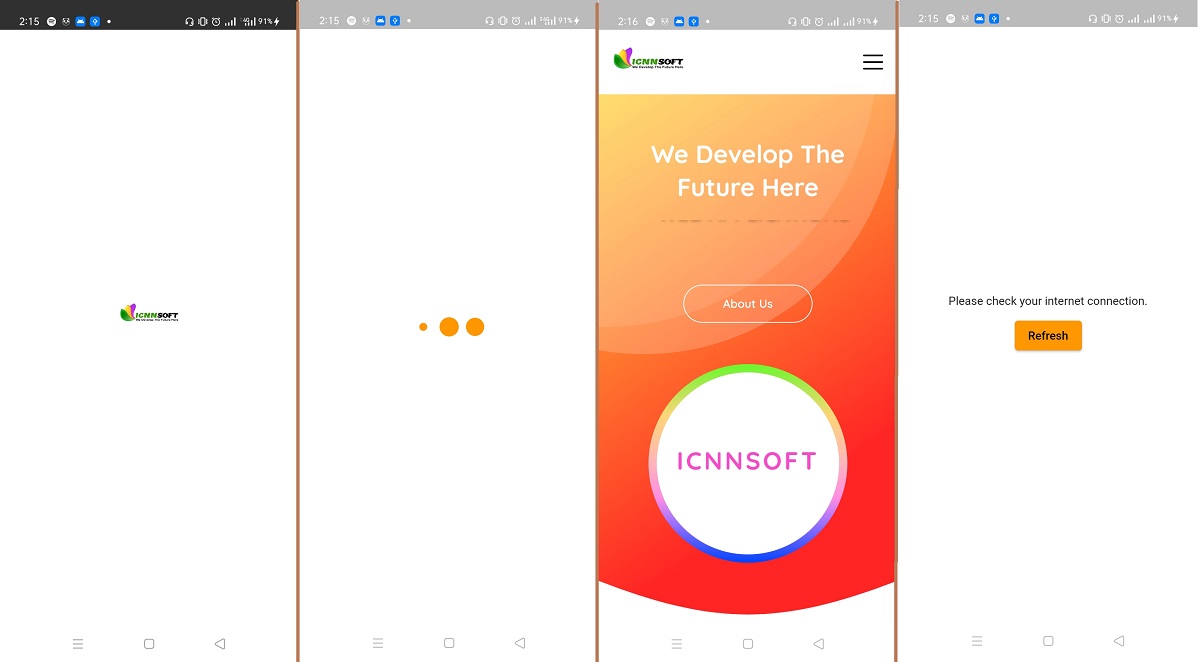 2:15
91%
ICNNSOFT
We Develop The Future Here
2:15
91%
2:16
91%
ICNNSOFT
We Develop The Future Here
We Develop The
Future Here
About Us
ICNNSOFT
2:15
91%
Please check your internet connection.
Refresh